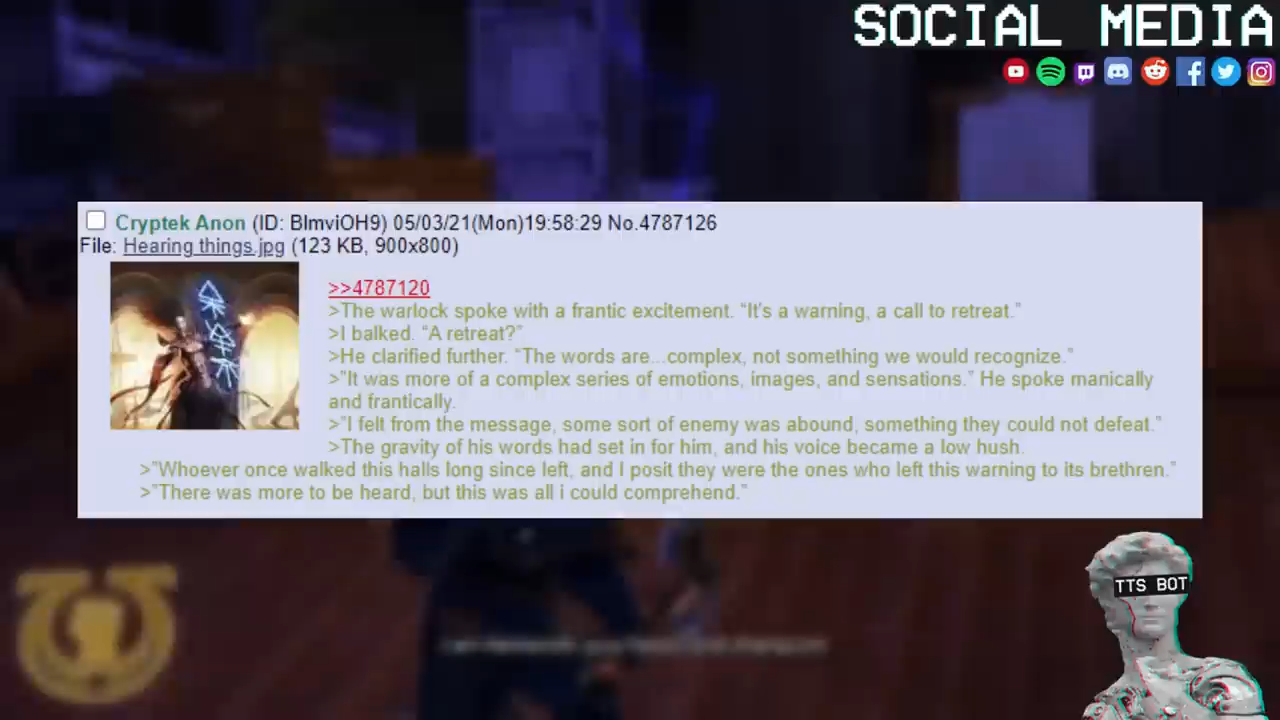 SOCIAL MEDIA
Cryptek Anon (ID: BlmviOH9) 05/03/21(Mon)19:58:29 No.4787126
File: Hearing things.jpg (123 KB, 900x800)
>>4787120
>The warlock spoke with a frantic excitement. “It's a warning, a call to retreat.”
>I balked. “A retreat?”
>He clarified further. “The words are...complex, not something we would recognize.”
>”It was more of a complex series of emotions, images, and sensations.” He spoke manically
and frantically.
>”I felt from the message, some sort of enemy was abound, something they could not defeat.”
>The gravity of his words had set in for him, and his voice became a low hush.
>”Whoever once walked this halls long since left, and I posit they were the ones who left this warning to its brethren.”
>”There was more to be heard, but this was all i could comprehend.”
TTS BOT